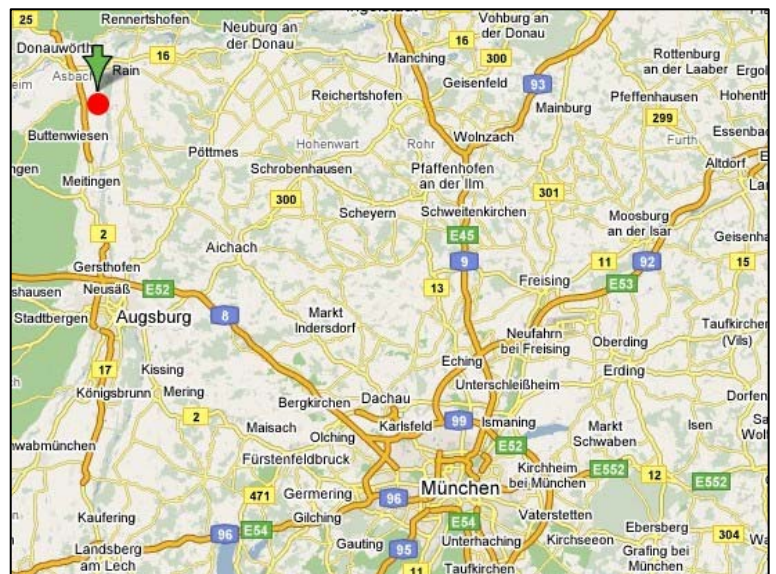 25
Rennertshofen
Neuburg an
der Donau
Vohburg an
der Donau
Donauwörth
16
16
300
Rottenburg
an der Laaber
Asbach
Rain
Manching
Geisenfeld
93
Reichertshofen
Mainburg
Pfeffenhausen
299
Buttenwiesen
Wolnzach
Hohenwart
Rohr
Furth
Pöttmes
Schrobenhausen
Pfaffenhofen
an der Ilm
Altdorf
Meitingen
300
301
Scheyern
Schweitenkirchen
Moosburg
an der Isar
2
Aichach
E45
9
11
92
15
Gersthofen
E52
Neusäß
13
Freising
E53
Stadtbergen
Augsburg
8
Markt
Indersdorf
Neufahrn
bei Freising
Oberding
Taufkirchen
(Vils)
17
Kissing
Eching
Erding
Königsbrunn
Mering
Unterschleißheim
2
Bergkirchen
Dachau
Maisach
Karlsfeld
99
Ismaning
Markt
Schwaben
Isen
Olching
E52
Fürstenfeldbruck
Kirchheim
bei München
E552
12
E552
471
Germering
96
München
Kaufering
96
E54
Gilching
E54
Vaterstetten
Ebersberg
304
Landsberg
am Lech
Gauting
95
Unterhaching
Kirchseeon
Grafing bei
München
11
Taufkirchen